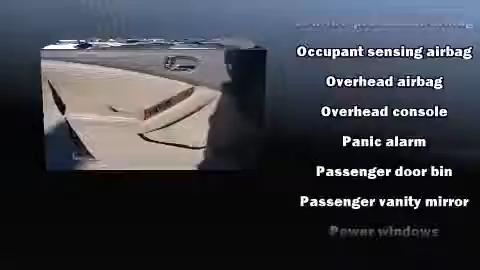 Occupant sensing airbag
Overhead airbag
Overhead console
Panic alarm
Passenger door bin
Passenger vanity mirror
Power windows